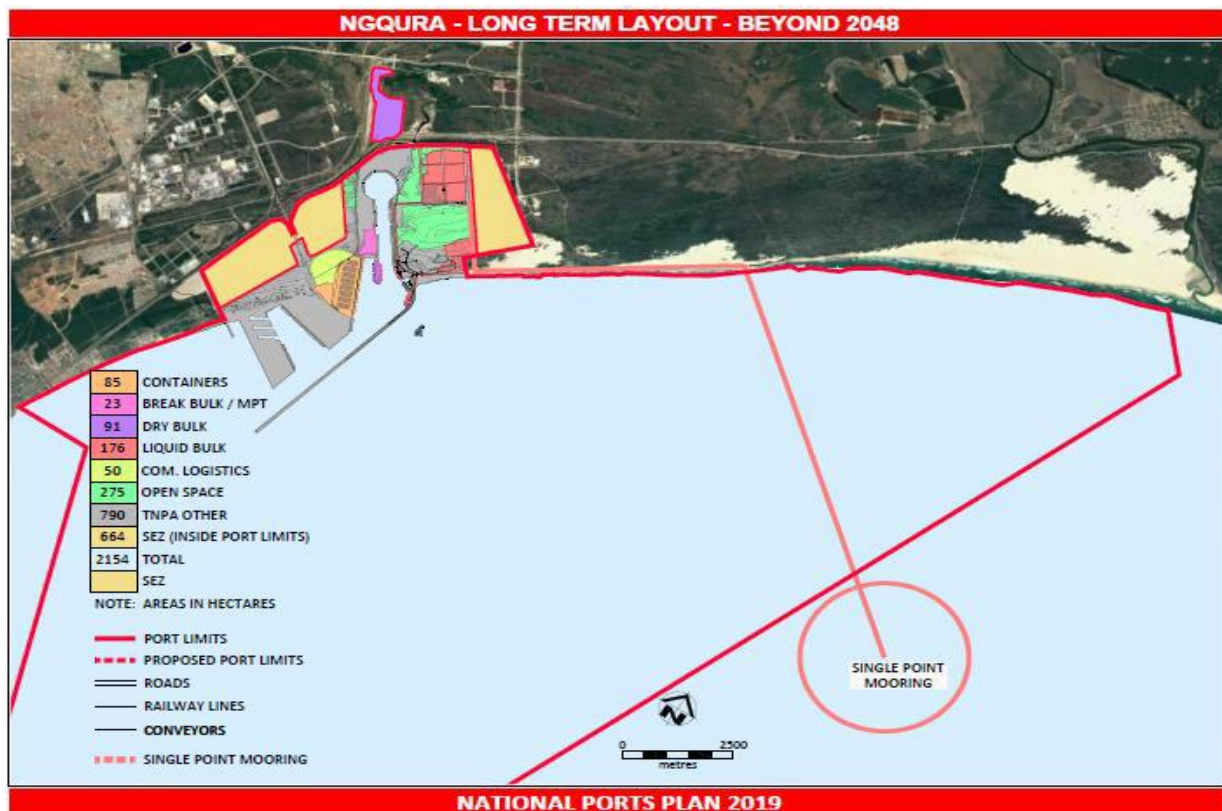 NGQURA - LONG TERM LAYOUT - BEYOND 2048
85 CONTAINERS
23 BREAK BULK / MPT
91 DRY BULK
176 LIQUID BULK
50 COM. LOGISTICS
275 OPEN SPACE
790 TNPA OTHER
664 SEZ (INSIDE PORT LIMITS)
2154 TOTAL
SEZ
NOTE: AREAS IN HECTARES
PORT LIMITS
PROPOSED PORT LIMITS
ROADS
RAILWAY LINES
CONVEYORS
SINGLE POINT MOORING
SINGLE POINT
MOORING
N
0 2500
metres
NATIONAL PORTS PLAN 2019